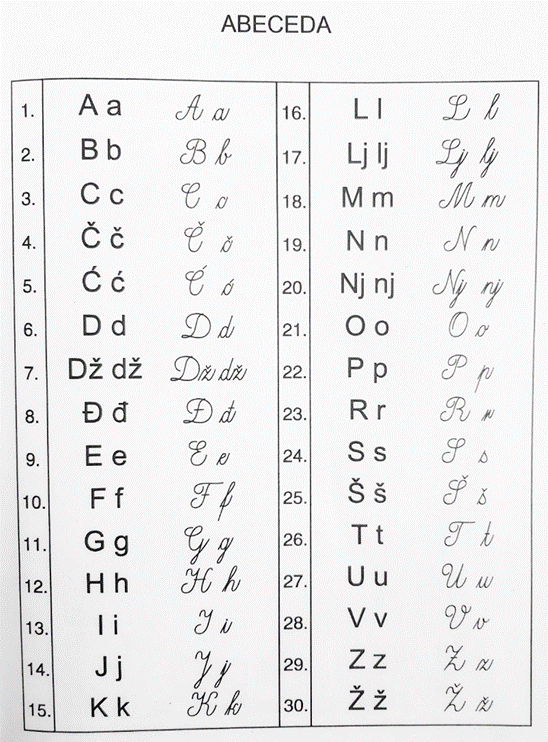 ABECEDA
1. A a A a
2. B b B b
3. C c C c
4. Č č Č č
5. Ć ć Ć ć
6. D d D d
7. Dž dž Dž dž
8. Đ đ Đ đ
9. E e E e
10. F f F f
11. G g G g
12. H h H h
13. I i I i
14. J j J j
15. K k K k
16. L l L l
17. Lj lj Lj lj
18. M m M m
19. N n N n
20. Nj nj Nj nj
21. O o O o
22. P p P p
23. R r R r
24. S s S s
25. Š š Š š
26. T t T t
27. U u U u
28. V v V v
29. Z z Z z
30. Ž ž Ž ž